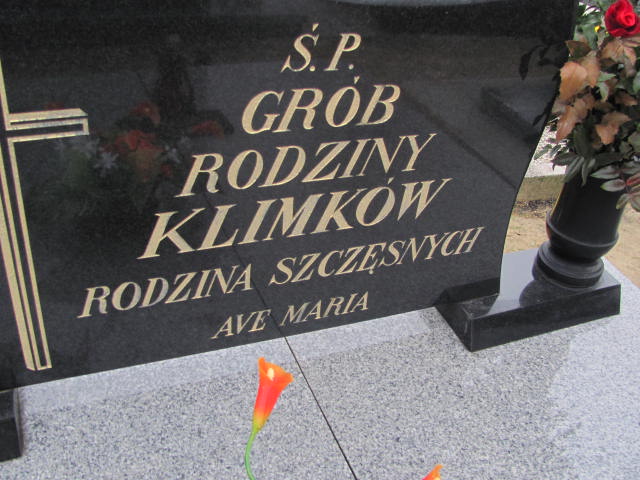 Ś.P.
GRÓB
RODZINY
KLIMKÓW
RODZINA SZCZĘSNYCH
AVE MARIA